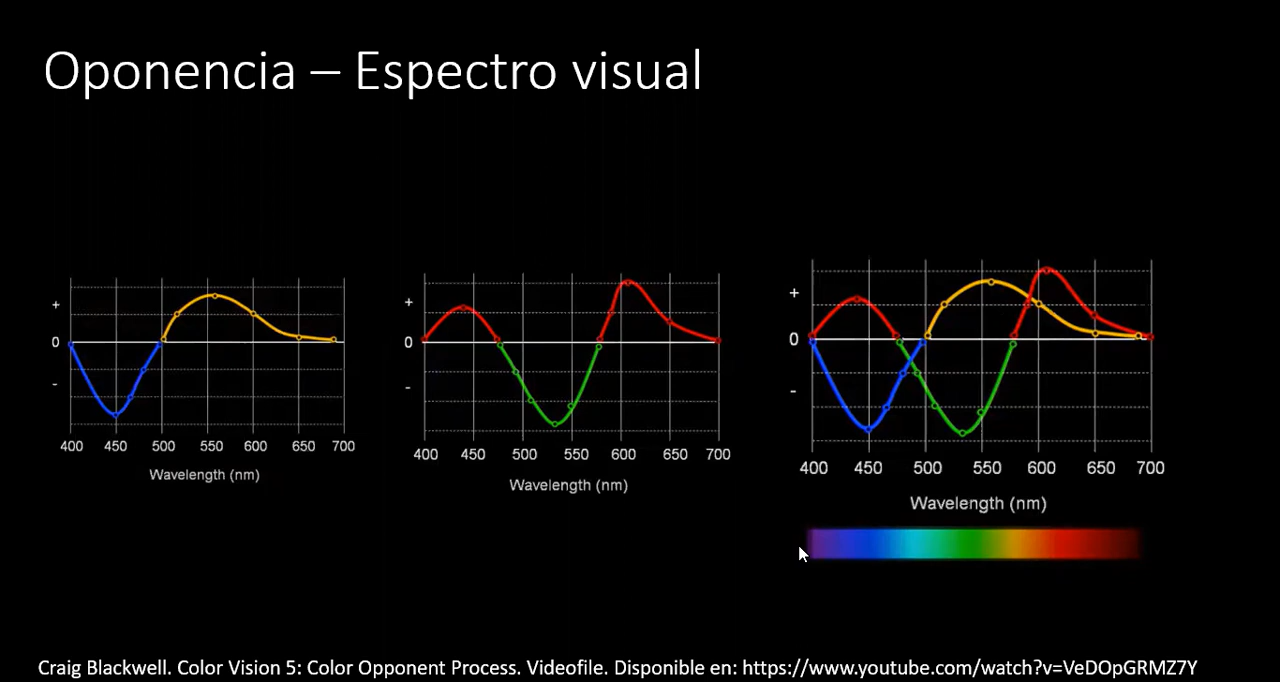 Oponencia – Espectro visual
+
0
-
400 450 500 550 600 650 700
Wavelength (nm)
+
0
-
400 450 500 550 600 650 700
Wavelength (nm)
+
0
-
400 450 500 550 600 650 700
Wavelength (nm)
Craig Blackwell. Color Vision 5: Color Opponent Process. Videofile. Disponible en: https://www.youtube.com/watch?v=VeDOpGRMZ7Y